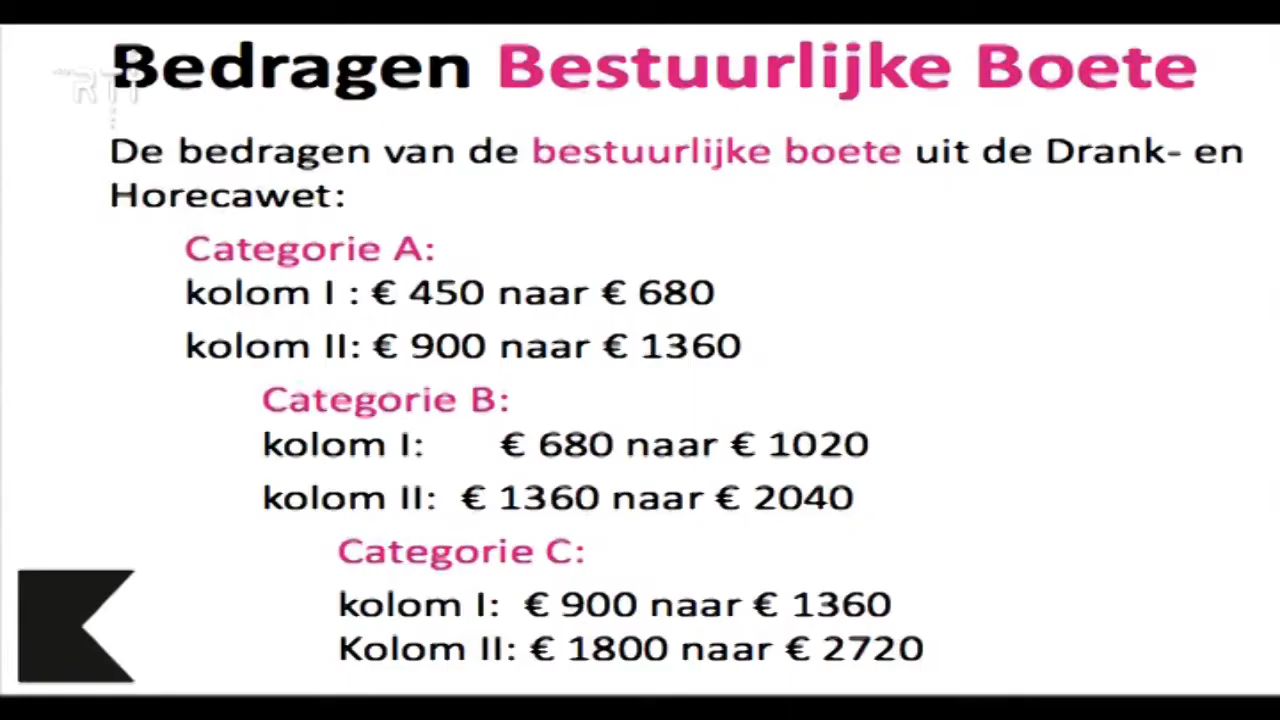 Bedragen Bestuurlijke Boete
RTI
De bedragen van de bestuurlijke boete uit de Drank- en
Horecawet:
Categorie A:
kolom I : € 450 naar € 680
kolom II: € 900 naar € 1360
Categorie B:
kolom I: € 680 naar € 1020
kolom II: € 1360 naar € 2040
Categorie C:
kolom I: € 900 naar € 1360
Kolom II: € 1800 naar € 2720